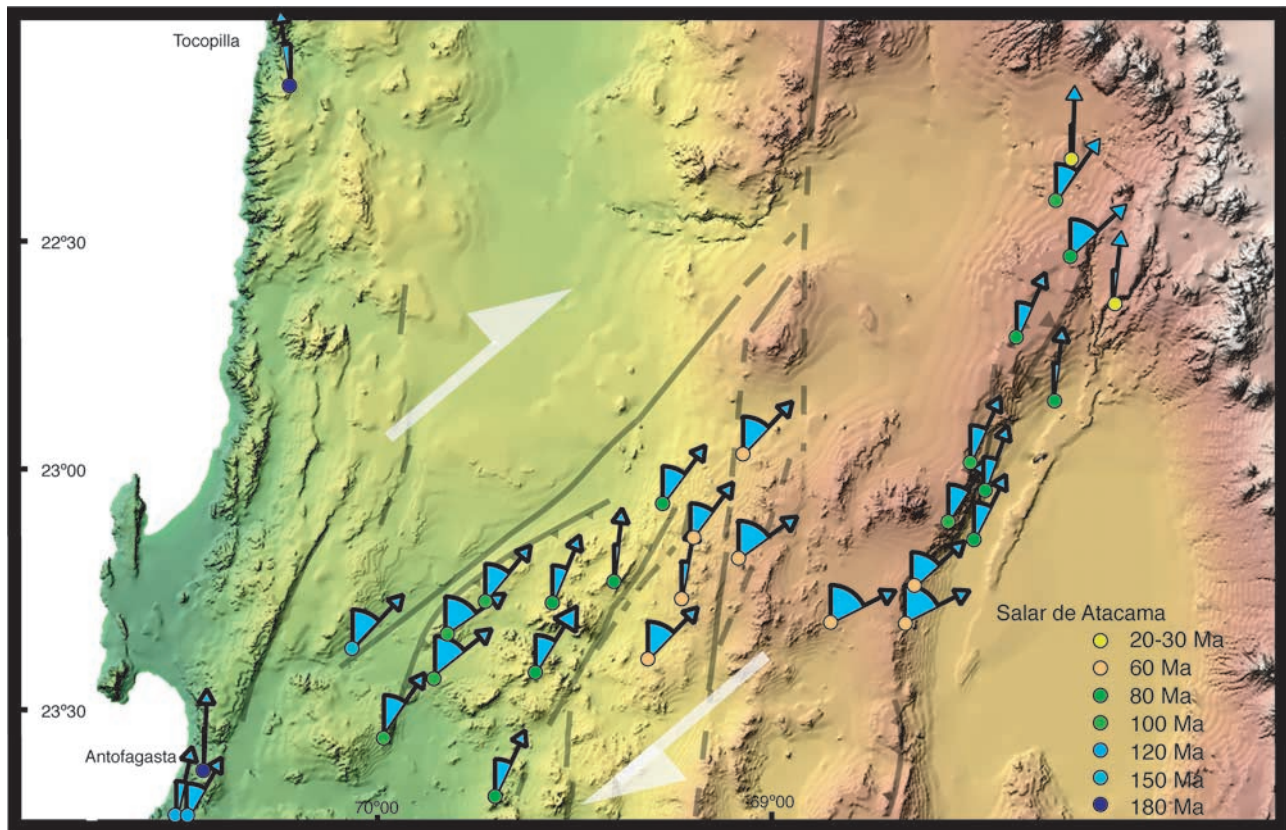 Tocopilla
22º30
23º00
23º30
Antofagasta
70º00
69º00
Salar de Atacama
20-30 Ma
60 Ma
80 Ma
100 Ma
120 Ma
150 Ma
180 Ma